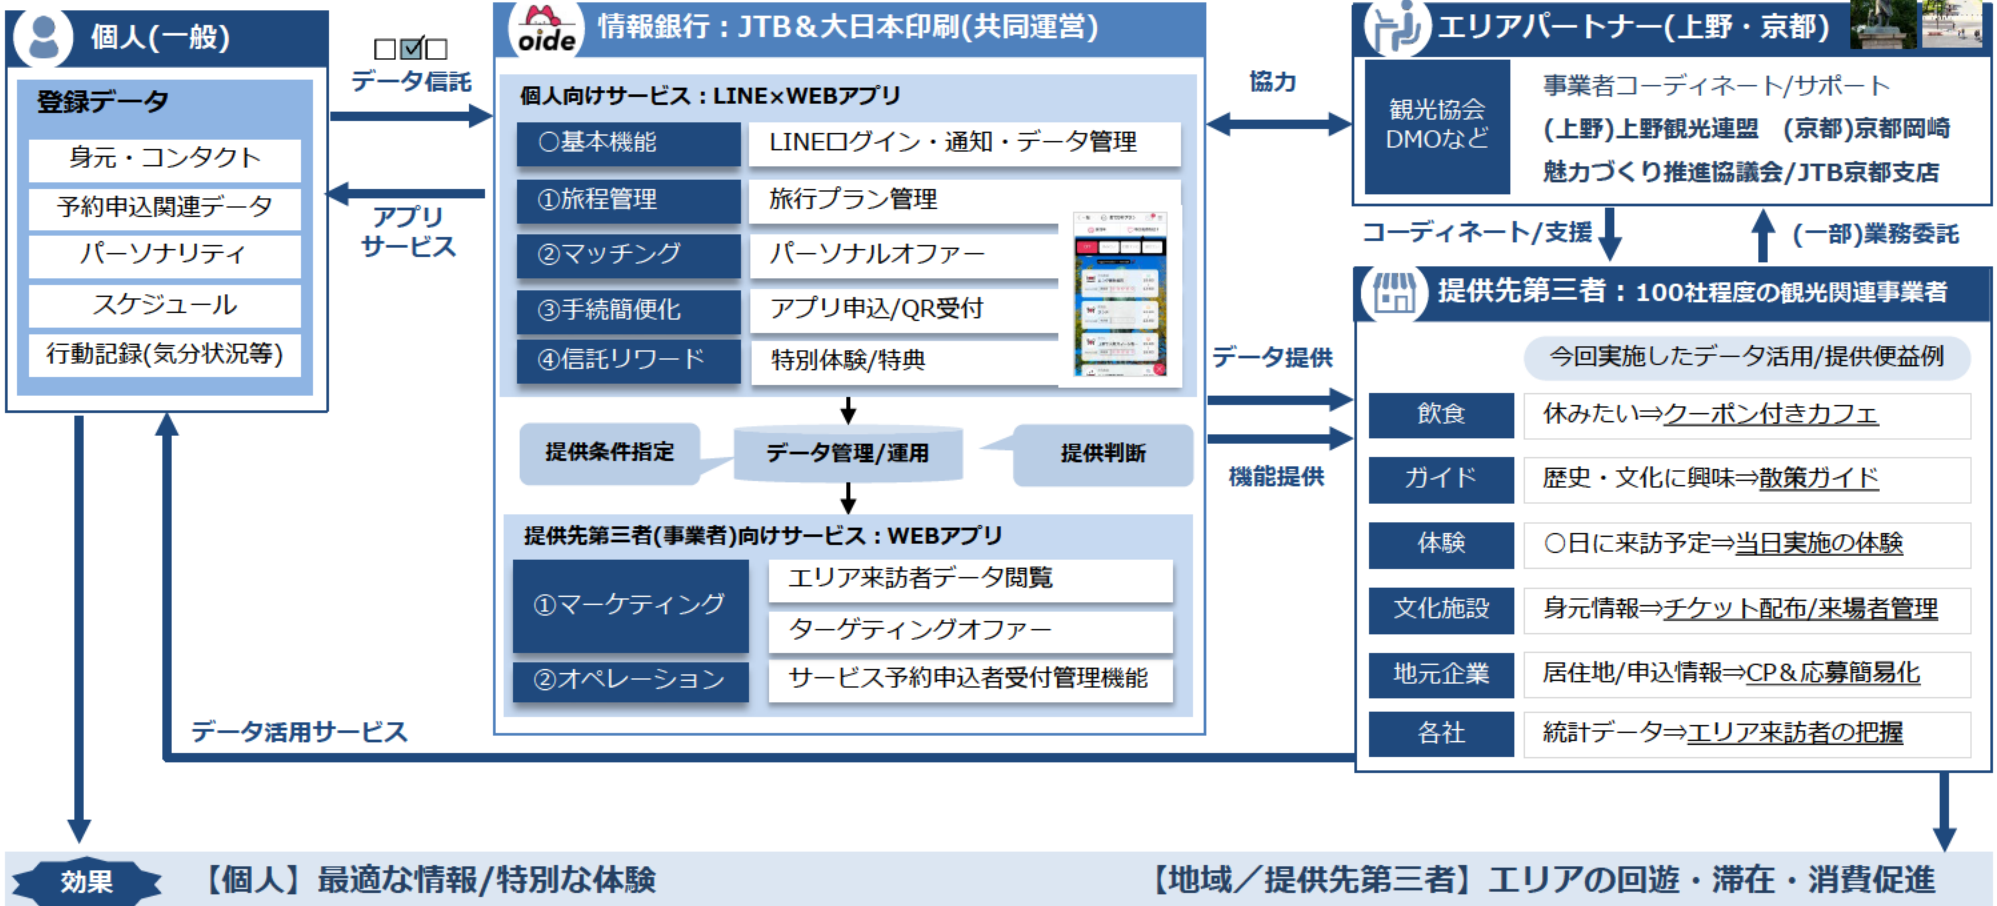 個人(一般)
登録データ
身元・コンタクト
予約申込関連データ
パーソナリティ
スケジュール
行動記録(気分状況等)
データ信託
アプリ
サービス
oide
情報銀行：JTB＆大日本印刷(共同運営)
個人向けサービス：LINE×WEBアプリ
○基本機能
LINEログイン・通知・データ管理
①旅程管理
旅行プラン管理
②マッチング
パーソナルオファー
③手続簡便化
アプリ申込/QR受付
④信託リワード
特別体験/特典
提供条件指定
データ管理/運用
提供判断
提供先第三者(事業者)向けサービス：WEBアプリ
①マーケティング
エリア来訪者データ閲覧
ターゲティングオファー
②オペレーション
サービス予約申込者受付管理機能
協力
データ提供
機能提供
エリアパートナー(上野・京都)
観光協会
DMOなど
事業者コーディネート/サポート
(上野)上野観光連盟　(京都)京都岡崎
魅力づくり推進協議会/JTB京都支店
コーディネート/支援
(一部)業務委託
提供先第三者：100社程度の観光関連事業者
今回実施したデータ活用/提供便益例
飲食
休みたい⇒クーポン付きカフェ
ガイド
歴史・文化に興味⇒散策ガイド
体験
○日に来訪予定⇒当日実施の体験
文化施設
身元情報⇒チケット配布/来場者管理
地元企業
居住地/申込情報⇒CP＆応募簡易化
各社
統計データ⇒エリア来訪者の把握
データ活用サービス
効果
【個人】最適な情報/特別な体験
【地域／提供先第三者】エリアの回遊・滞在・消費促進